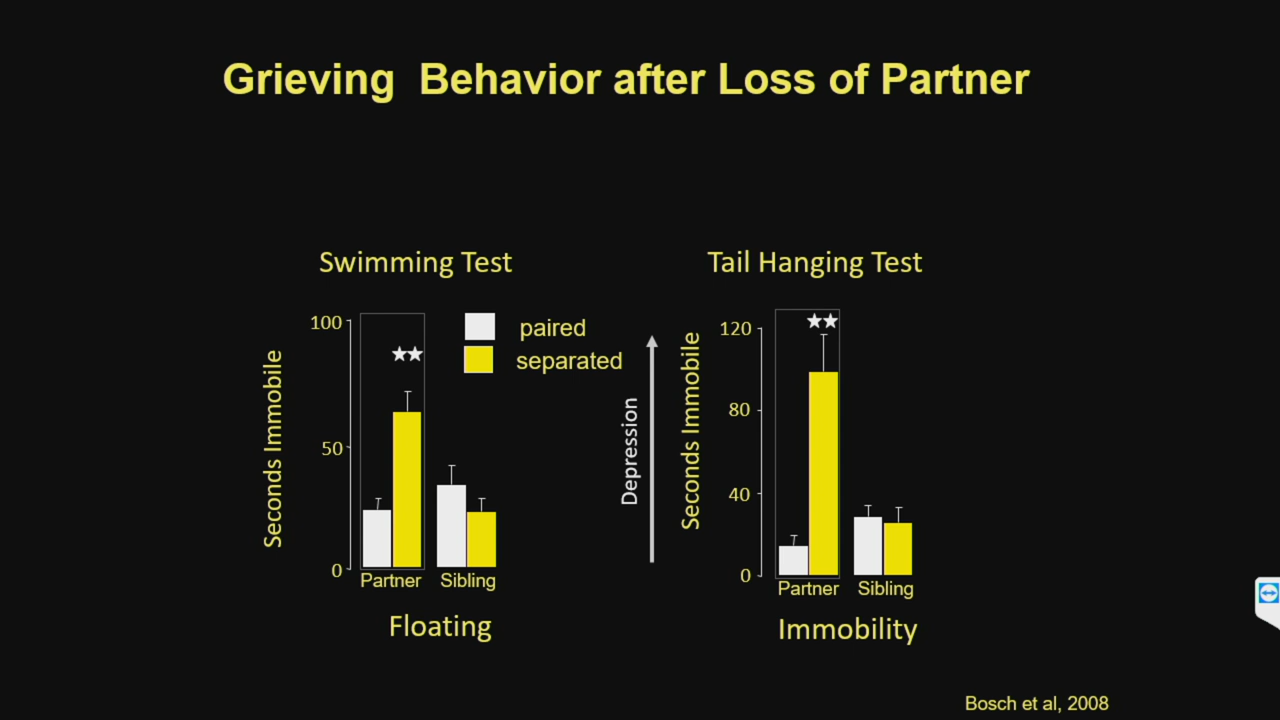 Grieving Behavior after Loss of Partner
Swimming Test
100
50
0
Seconds Immobile
★★
paired
separated
Partner
Sibling
Floating
Depression
Tail Hanging Test
120
80
40
0
Seconds Immobile
★★
Partner
Sibling
Immobility
Bosch et al, 2008